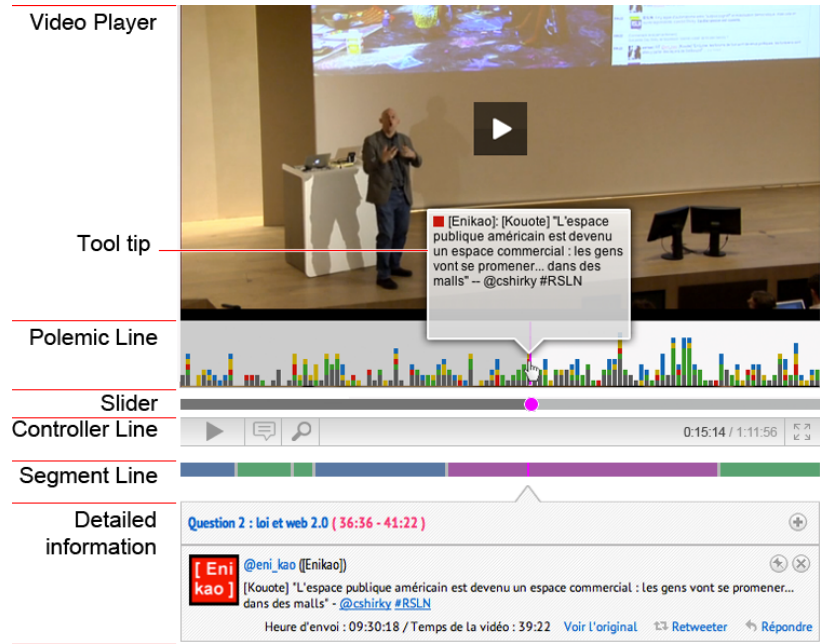 Video Player
[Enikao]: [Kouote] "L'espace
publique américain est devenu
un espace commercial : les gens
vont se promener... dans des
malls" -- @cshirky #RSLN
Tool tip
Polemic Line
Slider
Controller Line
0:15:14 / 1:11:56
Segment Line
Detailed
information
Question 2 : loi et web 2.0 ( 36:36 - 41:22 )
[ Eni
kao ]
@eni_kao ([Enikao])
[Kouote] "L'espace publique américain est devenu un espace commercial : les gens vont se promener...
dans des malls" - @cshirky #RSLN
Heure d'envoi : 09:30:18 / Temps de la vidéo : 39:22 Voir l'original Retweeter Répondre